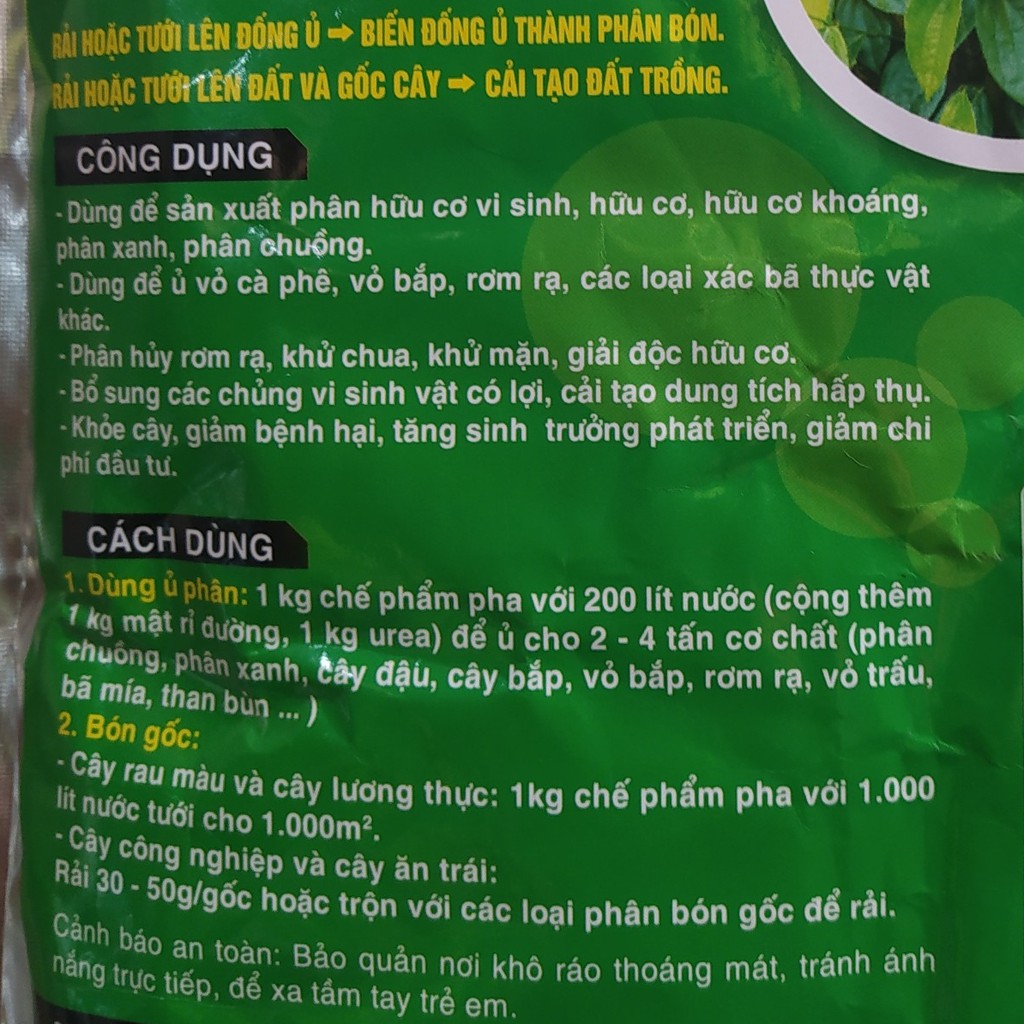 RẢI HOẶC TƯỚI LÊN ĐỐNG Ủ → BIẾN ĐỐNG Ủ THÀNH PHÂN BÓN.
RẢI HOẶC TƯỚI LÊN ĐẤT VÀ GỐC CÂY → CẢI TẠO ĐẤT TRỒNG.
CÔNG DỤNG
- Dùng để sản xuất phân hữu cơ vi sinh, hữu cơ, hữu cơ khoáng,
phân xanh, phân chuồng.
- Dùng để ủ vỏ cà phê, vỏ bắp, rơm rạ, các loại xác bã thực vật
khác.
- Phân hủy rơm rạ, khử chua, khử mặn, giải độc hữu cơ.
- Bổ sung các chủng vi sinh vật có lợi, cải tạo dung tích hấp thụ.
- Khỏe cây, giảm bệnh hại, tăng sinh trưởng phát triển, giảm chi
phí đầu tư.
CÁCH DÙNG
1. Dùng ủ phân: 1 kg chế phẩm pha với 200 lít nước (cộng thêm
1 kg mật rỉ đường, 1 kg urea) để ủ cho 2 - 4 tấn cơ chất (phân
chuồng, phân xanh, cây đậu, cây bắp, vỏ bắp, rơm rạ, vỏ trấu,
bã mía, than bùn ... )
2. Bón gốc:
- Cây rau màu và cây lương thực: 1kg chế phẩm pha với 1.000
lít nước tưới cho 1.000m².
- Cây công nghiệp và cây ăn trái:
Rải 30 - 50g/gốc hoặc trộn với các loại phân bón gốc để rải.
Cảnh báo an toàn: Bảo quản nơi khô ráo thoáng mát, tránh ánh
nắng trực tiếp, để xa tầm tay trẻ em.